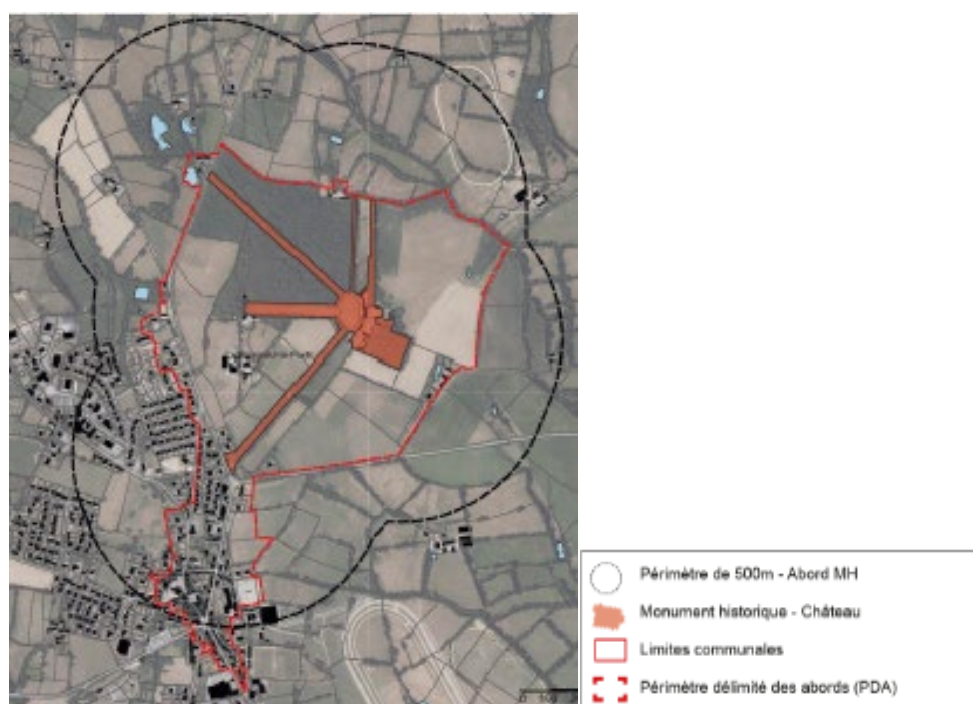 Périmètre de 500m - Abord MH
Monument historique - Château
Limites communales
Périmètre délimité des abords (PDA)